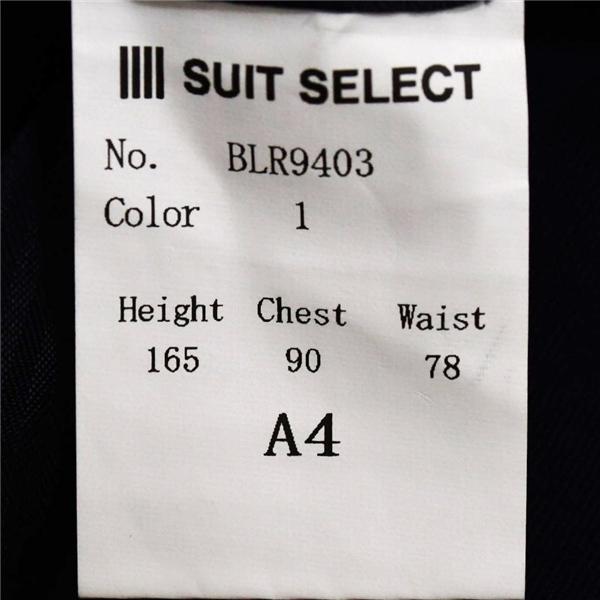 SUIT SELECT
No. BLR9403
Color 1
Height Chest Waist
165 90 78
A4